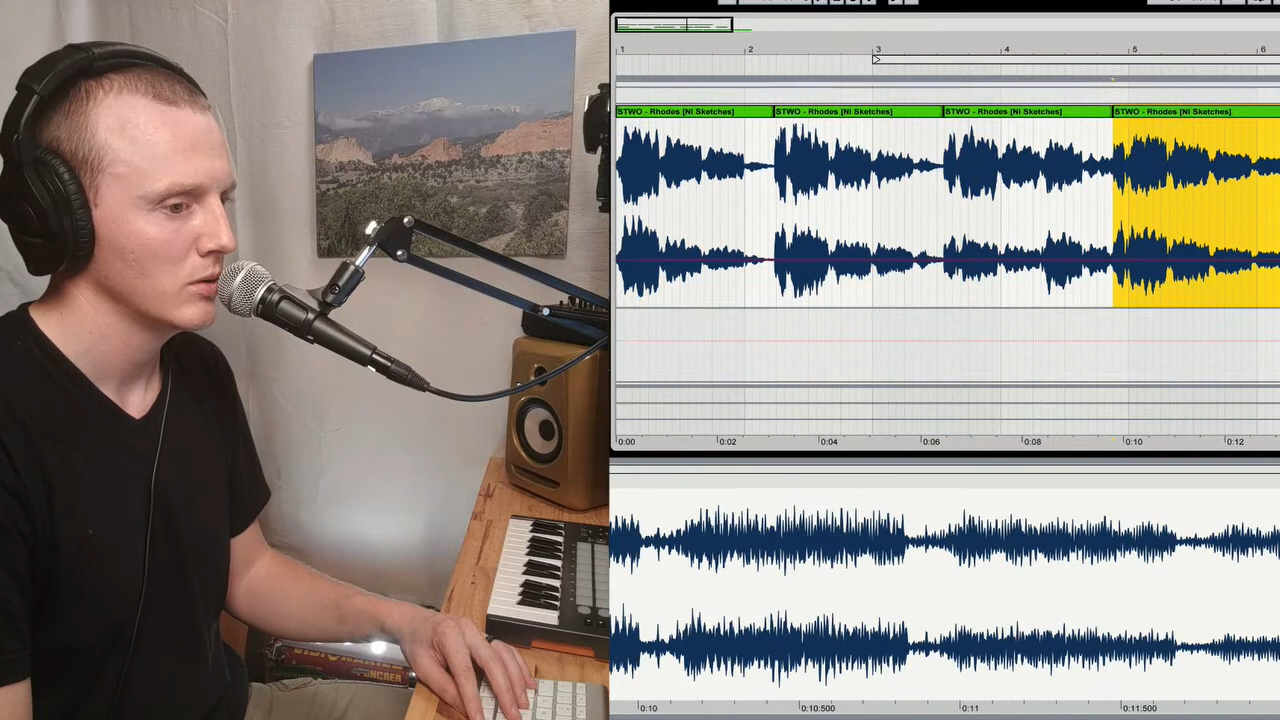 1 2 3 4 5 6
STWO - Rhodes [NI Sketches] STWO - Rhodes [NI Sketches] STWO - Rhodes [NI Sketches] STWO - Rhodes [NI Sketches]
0:00 0:02 0:04 0:06 0:08 0:10 0:12
PANGAEA
0:10 0:10:500 0:11 0:11:500